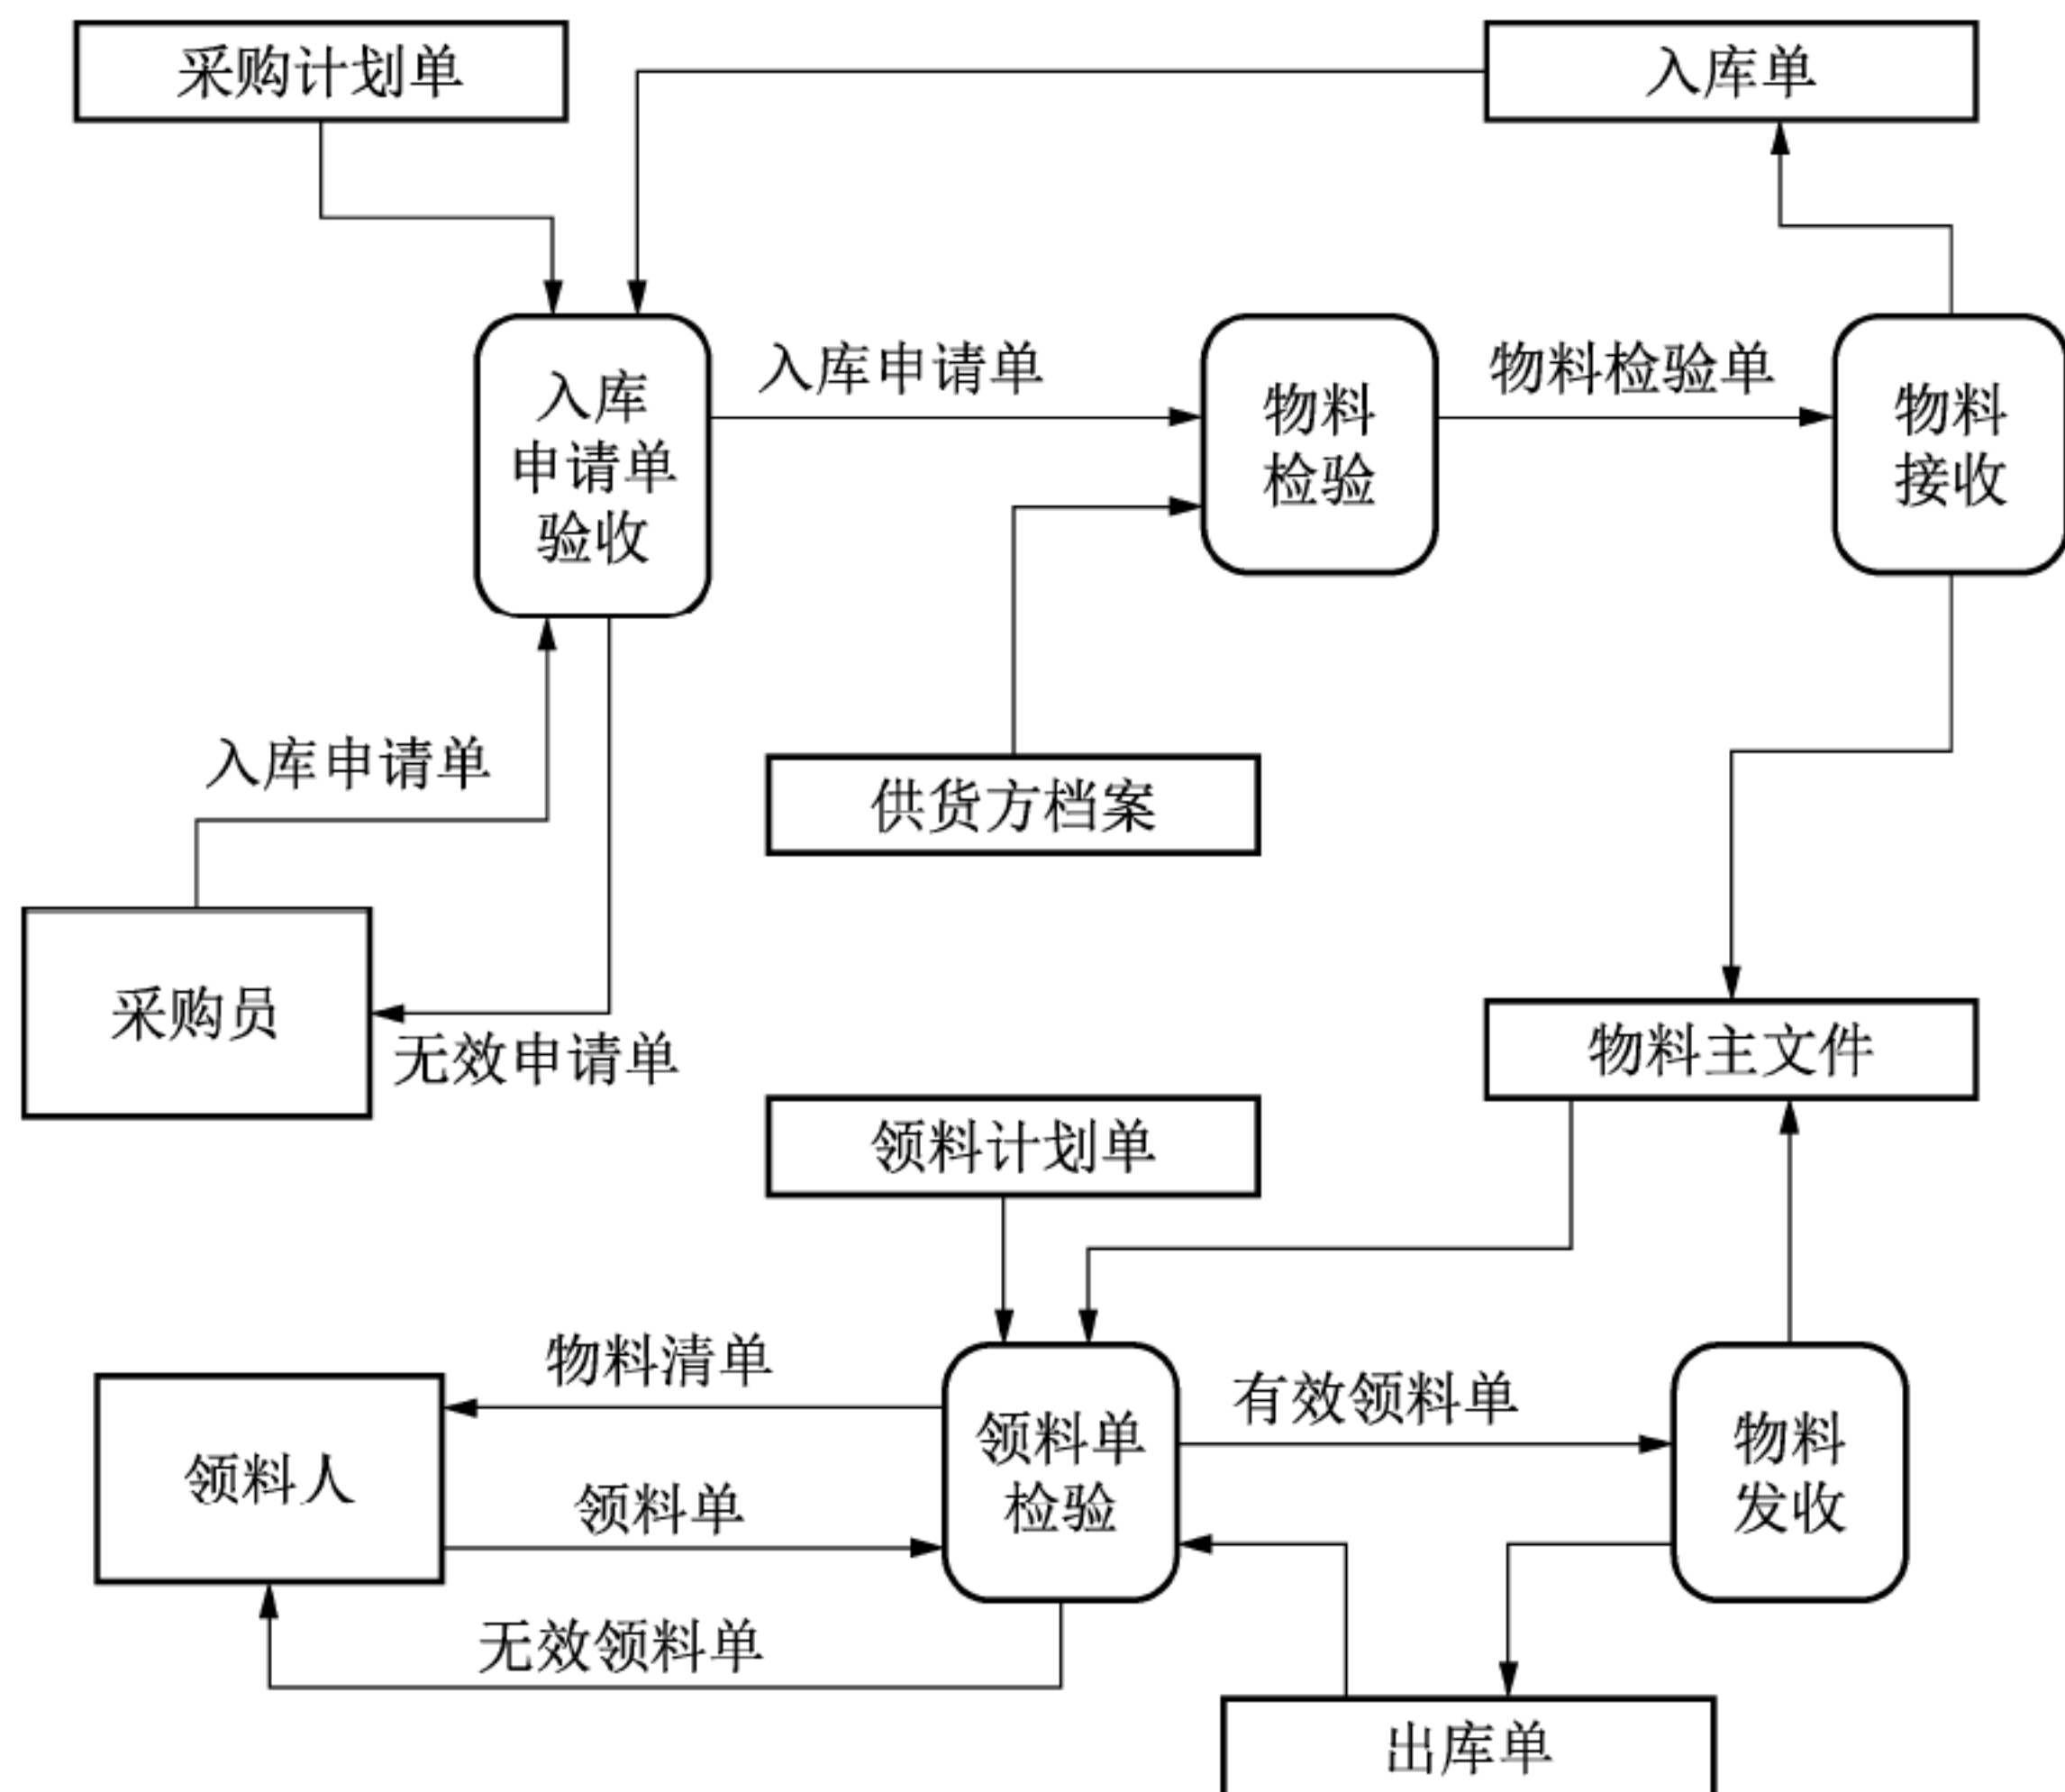 采购计划单
入库单
入库申请单
物料检验单
入库
申请单
验收
物料
检验
物料
接收
入库申请单
供货方档案
采购员
无效申请单
物料主文件
领料计划单
物料清单
有效领料单
领料人
领料单
领料单
检验
物料
发收
无效领料单
出库单